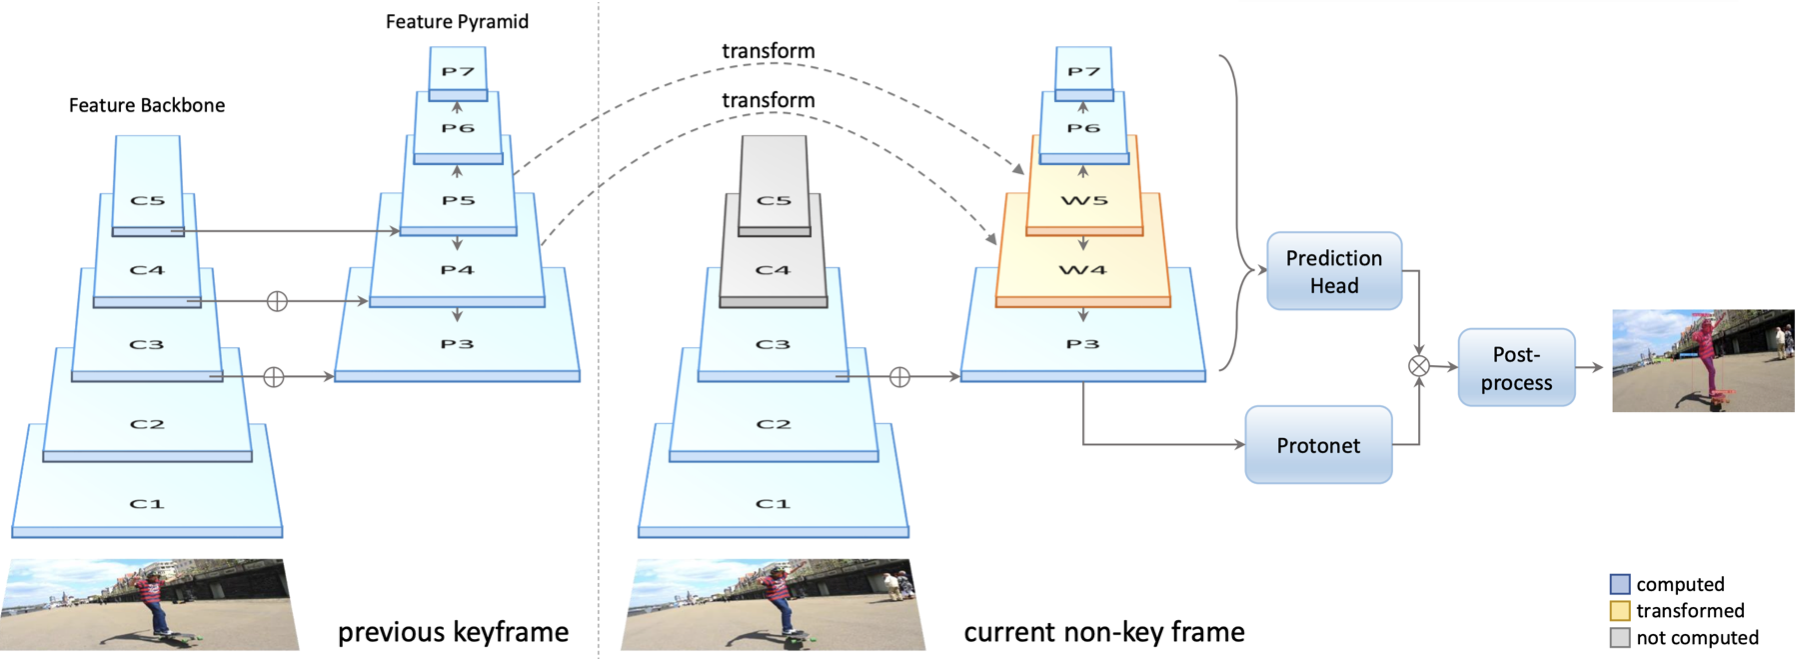 Feature Pyramid
Feature Backbone
P7
P6
P5
P4
P3
C5
C4
C3
C2
C1
previous keyframe
transform
transform
C5
C4
C3
C2
C1
P7
P6
W5
W4
P3
current non-key frame
Prediction
Head
Protonet
Post-
process
computed
transformed
not computed